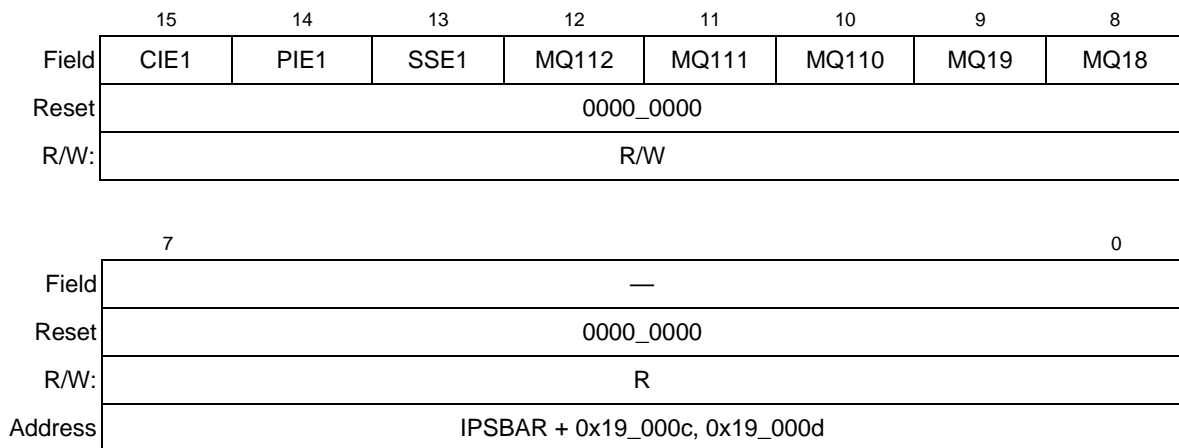 15 14 13 12 11 10 9 8
Field CIE1 PIE1 SSE1 MQ112 MQ111 MQ110 MQ19 MQ18
Reset 0000_0000
R/W: R/W
7 0
Field —
Reset 0000_0000
R/W: R
Address IPSBAR + 0x19_000c, 0x19_000d